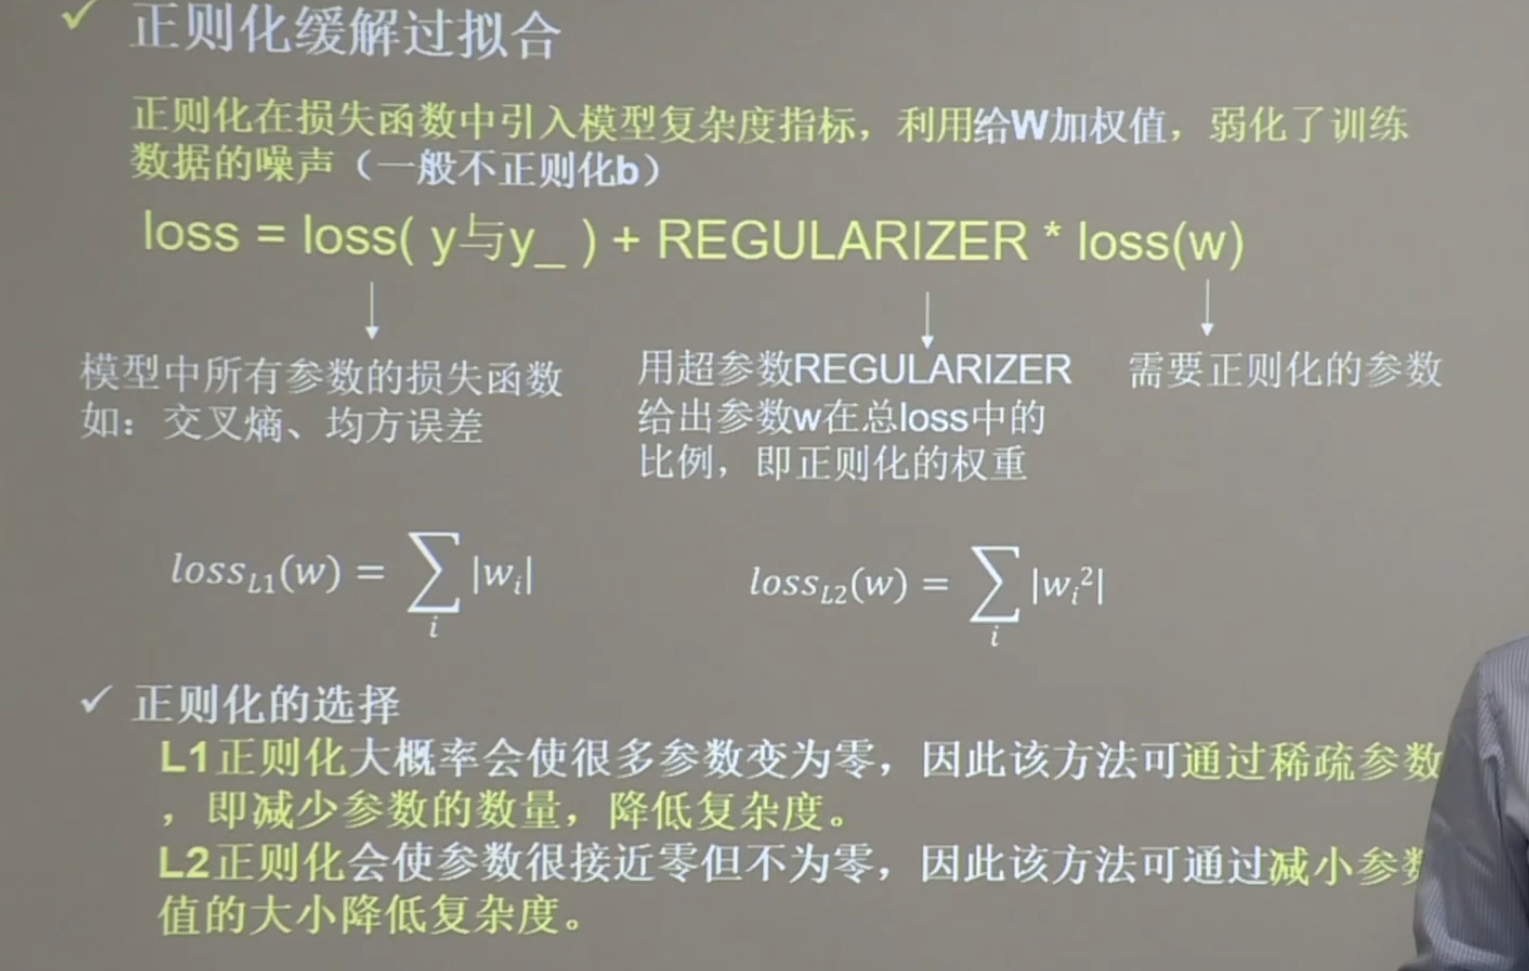 ✓ 正则化缓解过拟合
正则化在损失函数中引入模型复杂度指标，利用给W加权值，弱化了训练
数据的噪声（一般不正则化b）
loss = loss( y与y_ ) + REGULARIZER * loss(w)
模型中所有参数的损失函数
如：交叉熵、均方误差
用超参数REGULARIZER
给出参数w在总loss中的
比例，即正则化的权重
需要正则化的参数
loss_{L1}(w) = ∑_i |w_i|
loss_{L2}(w) = ∑_i |w_i^2|
✓ 正则化的选择
L1正则化大概率会使很多参数变为零，因此该方法可通过稀疏参数
，即减少参数的数量，降低复杂度。
L2正则化会使参数很接近零但不为零，因此该方法可通过减小参数
值的大小降低复杂度。